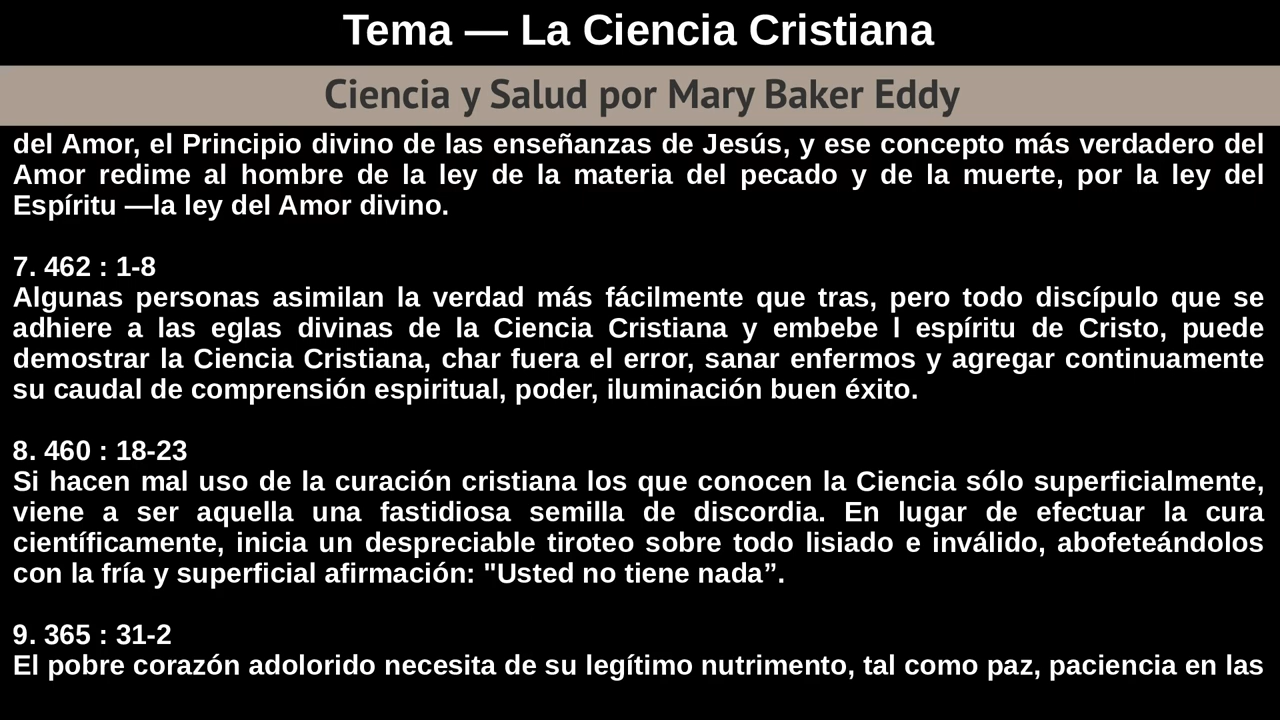 Tema — La Ciencia Cristiana
Ciencia y Salud por Mary Baker Eddy
del Amor, el Principio divino de las enseñanzas de Jesús, y ese concepto más verdadero del
Amor redime al hombre de la ley de la materia del pecado y de la muerte, por la ley del
Espíritu —la ley del Amor divino.
7. 462 : 1-8
Algunas personas asimilan la verdad más fácilmente que tras, pero todo discípulo que se
adhiere a las eglas divinas de la Ciencia Cristiana y embebe l espíritu de Cristo, puede
demostrar la Ciencia Cristiana, char fuera el error, sanar enfermos y agregar continuamente
su caudal de comprensión espiritual, poder, iluminación buen éxito.
8. 460 : 18-23
Si hacen mal uso de la curación cristiana los que conocen la Ciencia sólo superficialmente,
viene a ser aquella una fastidiosa semilla de discordia. En lugar de efectuar la cura
científicamente, inicia un despreciable tiroteo sobre todo lisiado e inválido, abofeteándolos
con la fría y superficial afirmación: "Usted no tiene nada”.
9. 365 : 31-2
El pobre corazón adolorido necesita de su legítimo nutrimento, tal como paz, paciencia en las